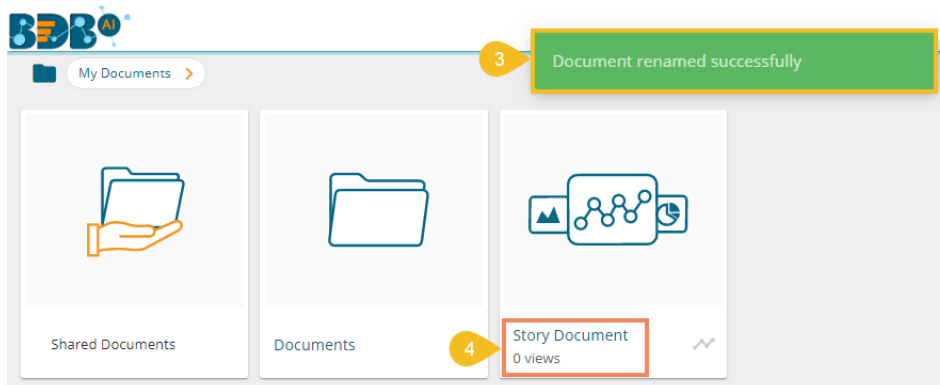 BDB AI
3
Document renamed successfully
My Documents
Shared Documents
Documents
4
Story Document
0 views